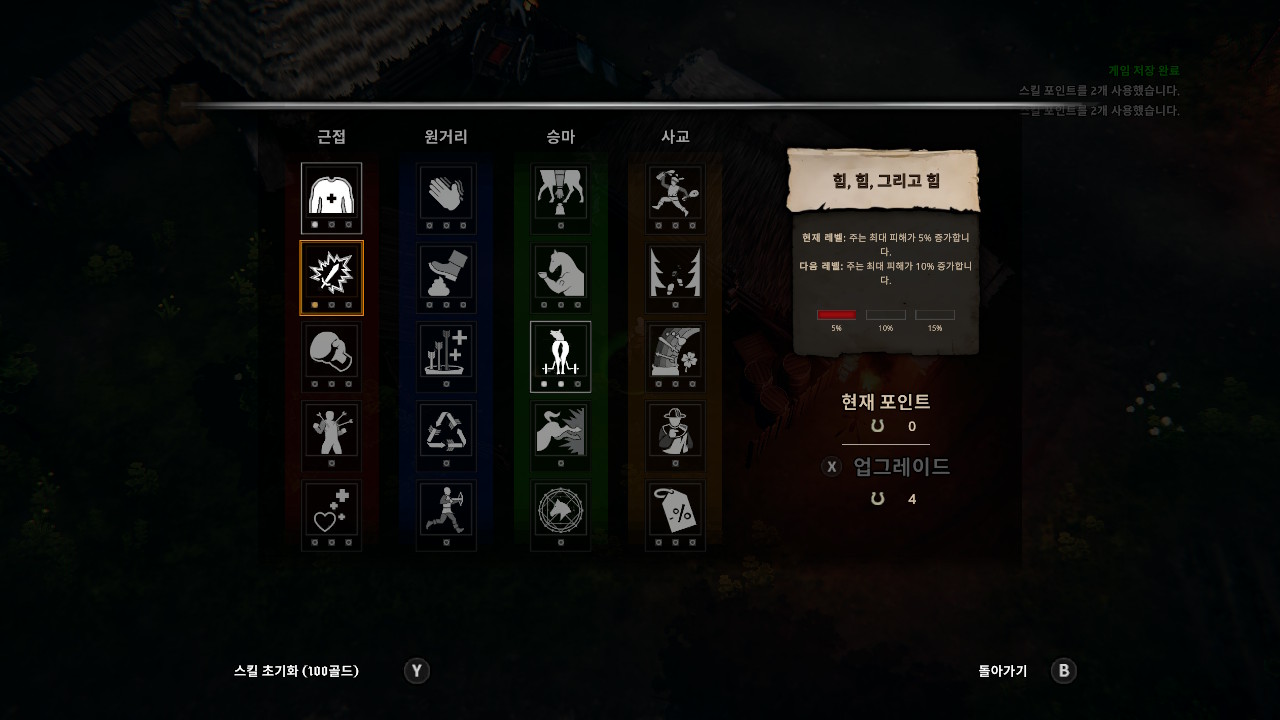 게임 저장 완료
스킬 포인트를 2개 사용했습니다.
스킬 포인트를 2개 사용했습니다.
근접 원거리 승마 사교
힘, 힘, 그리고 힘
현재 레벨: 주는 최대 피해가 5% 증가합니
다.
다음 레벨: 주는 최대 피해가 10% 증가합니
다.
5% 10% 15%
현재 포인트
0
X 업그레이드
4
스킬 초기화 (100골드) Y
돌아가기 B